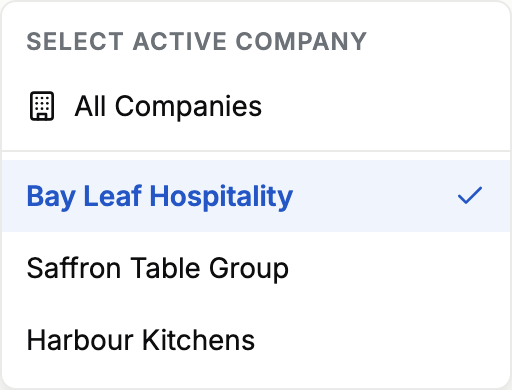 SELECT ACTIVE COMPANY
All Companies
Bay Leaf Hospitality
Saffron Table Group
Harbour Kitchens